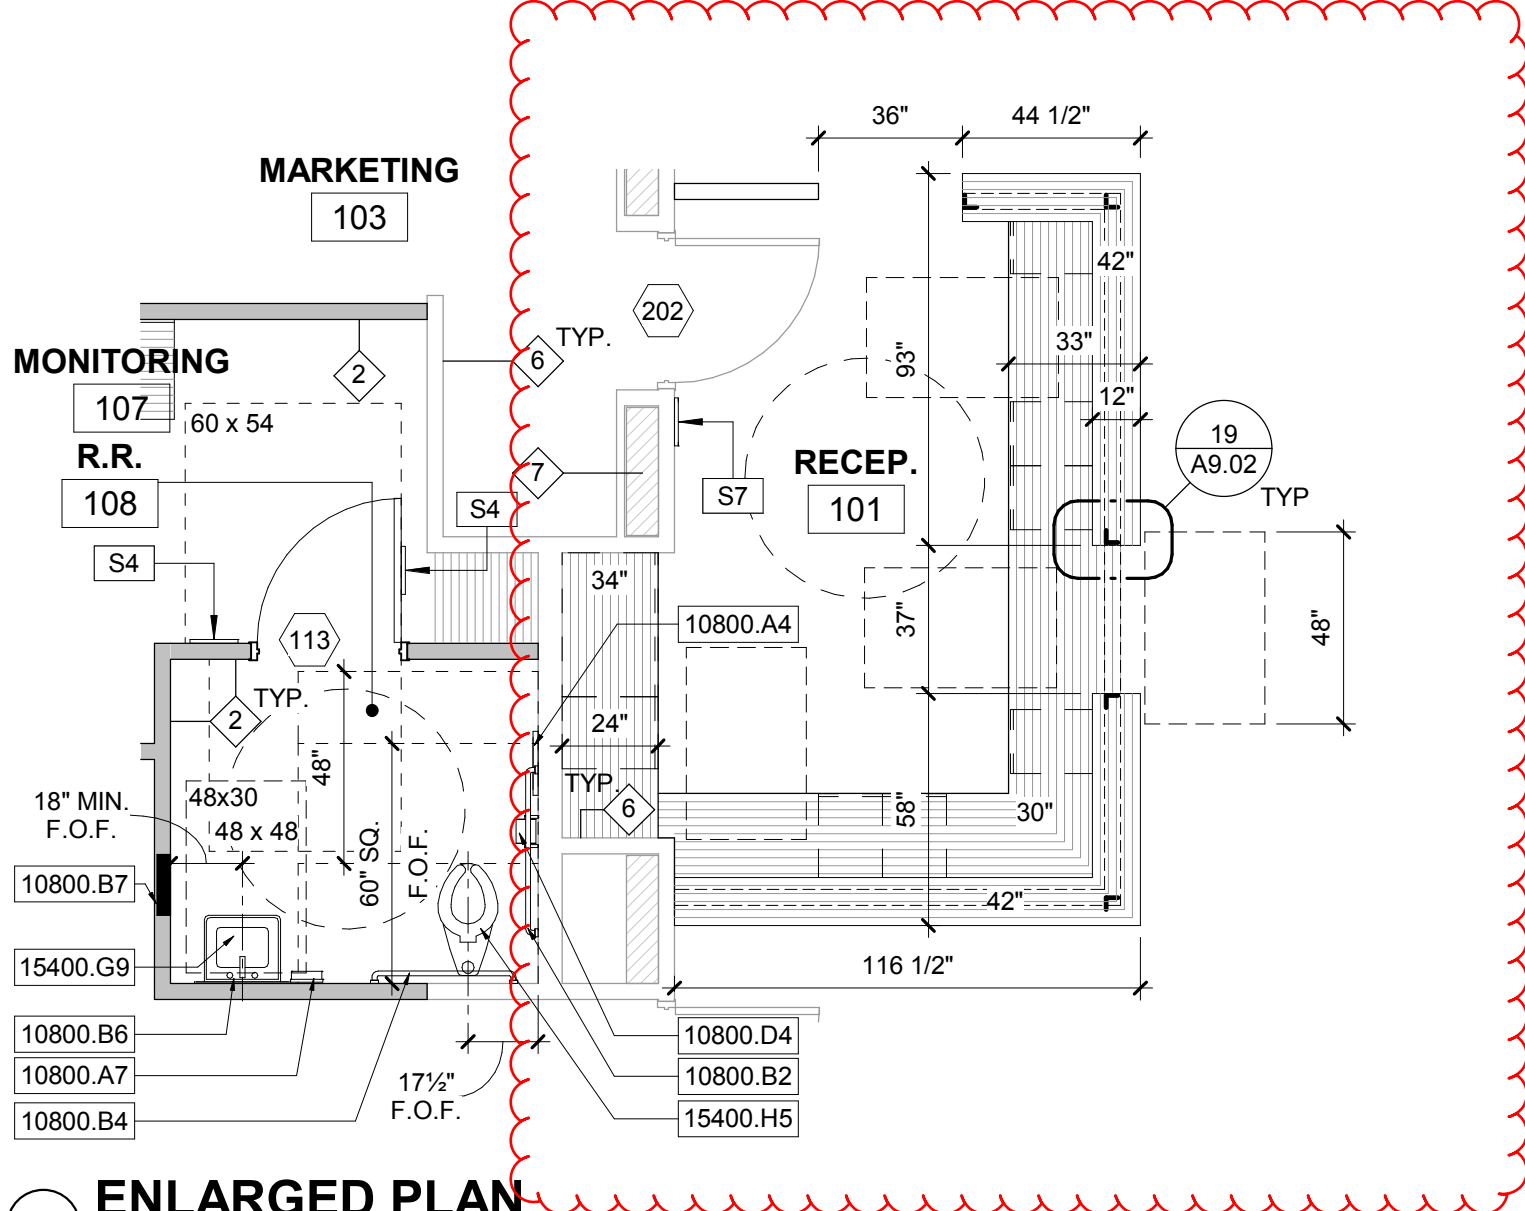 36"
44 1/2"
MARKETING
103
42"
202
TYP.
6
33"
93"
MONITORING
107
2
12"
60 x 54
19
A9.02
TYP
R.R.
108
7
RECEP.
101
S7
S4
S4
34"
48"
37"
10800.A4
113
TYP.
2
24"
48"
TYP.
6
18" MIN.
F.O.F.
48x30
48 x 48
60" SQ.
F.O.F.
58"
30"
10800.B7
42"
15400.G9
116 1/2"
10800.B6
10800.D4
10800.A7
17½"
F.O.F.
10800.B2
10800.B4
15400.H5
ENLARGED PLAN